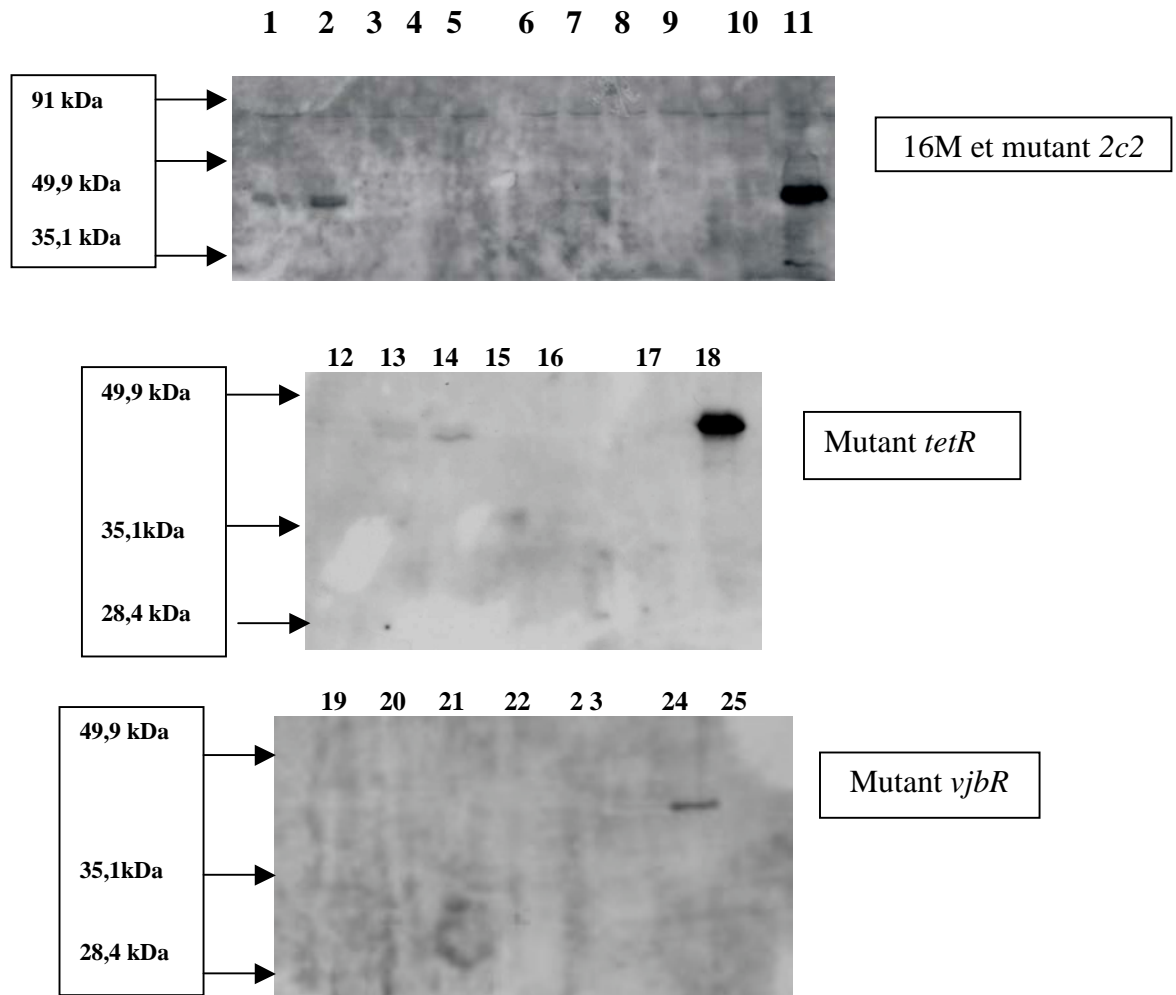 1 2 3 4 5 6 7 8 9 10 11
91 kDa
49,9 kDa
35,1 kDa
16M et mutant 2c2
12 13 14 15 16 17 18
49,9 kDa
35,1kDa
28,4 kDa
Mutant tetR
19 20 21 22 2 3 24 25
49,9 kDa
35,1kDa
28,4 kDa
Mutant vjbR